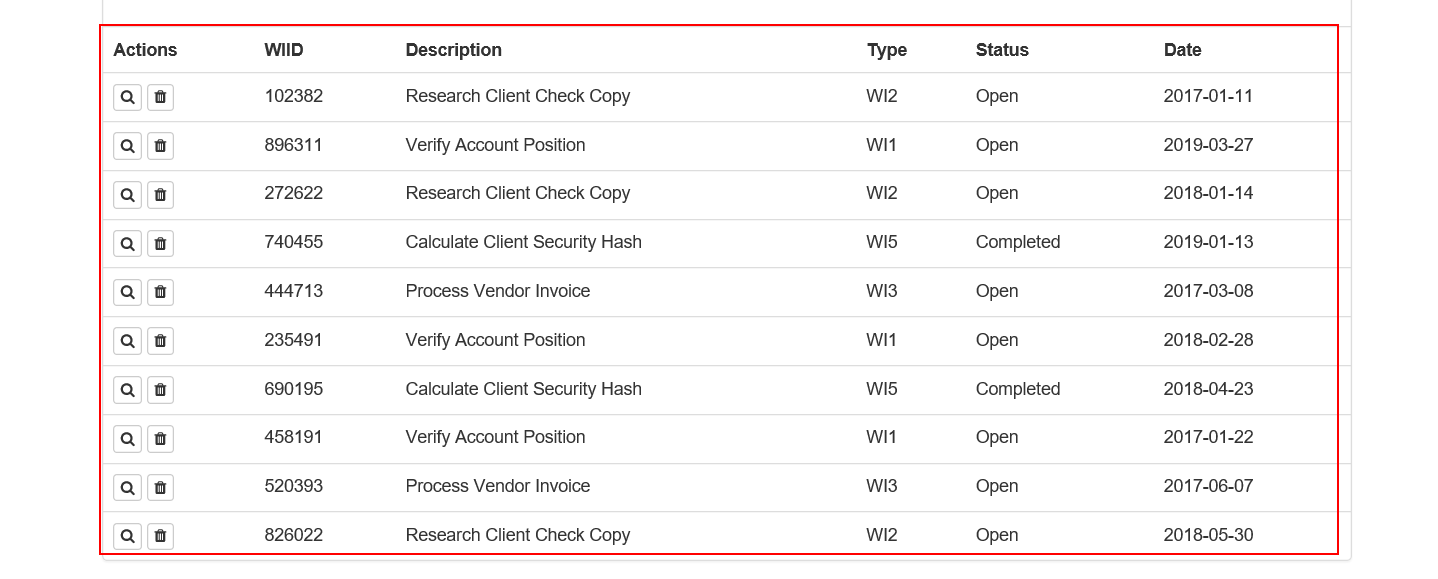 Actions WIID Description Type Status Date
102382 Research Client Check Copy WI2 Open 2017-01-11
896311 Verify Account Position WI1 Open 2019-03-27
272622 Research Client Check Copy WI2 Open 2018-01-14
740455 Calculate Client Security Hash WI5 Completed 2019-01-13
444713 Process Vendor Invoice WI3 Open 2017-03-08
235491 Verify Account Position WI1 Open 2018-02-28
690195 Calculate Client Security Hash WI5 Completed 2018-04-23
458191 Verify Account Position WI1 Open 2017-01-22
520393 Process Vendor Invoice WI3 Open 2017-06-07
826022 Research Client Check Copy WI2 Open 2018-05-30